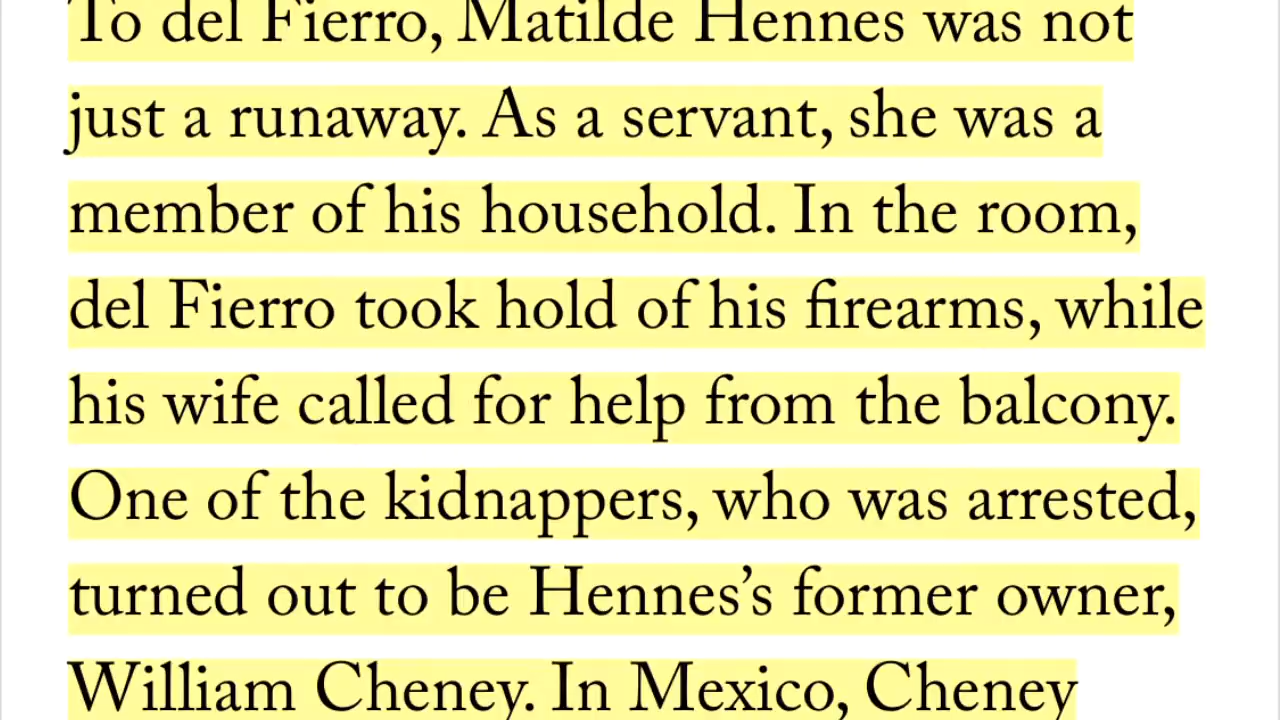 To del Fierro, Matilde Hennes was not
just a runaway. As a servant, she was a
member of his household. In the room,
del Fierro took hold of his firearms, while
his wife called for help from the balcony.
One of the kidnappers, who was arrested,
turned out to be Hennes’s former owner,
William Cheney. In Mexico, Cheney